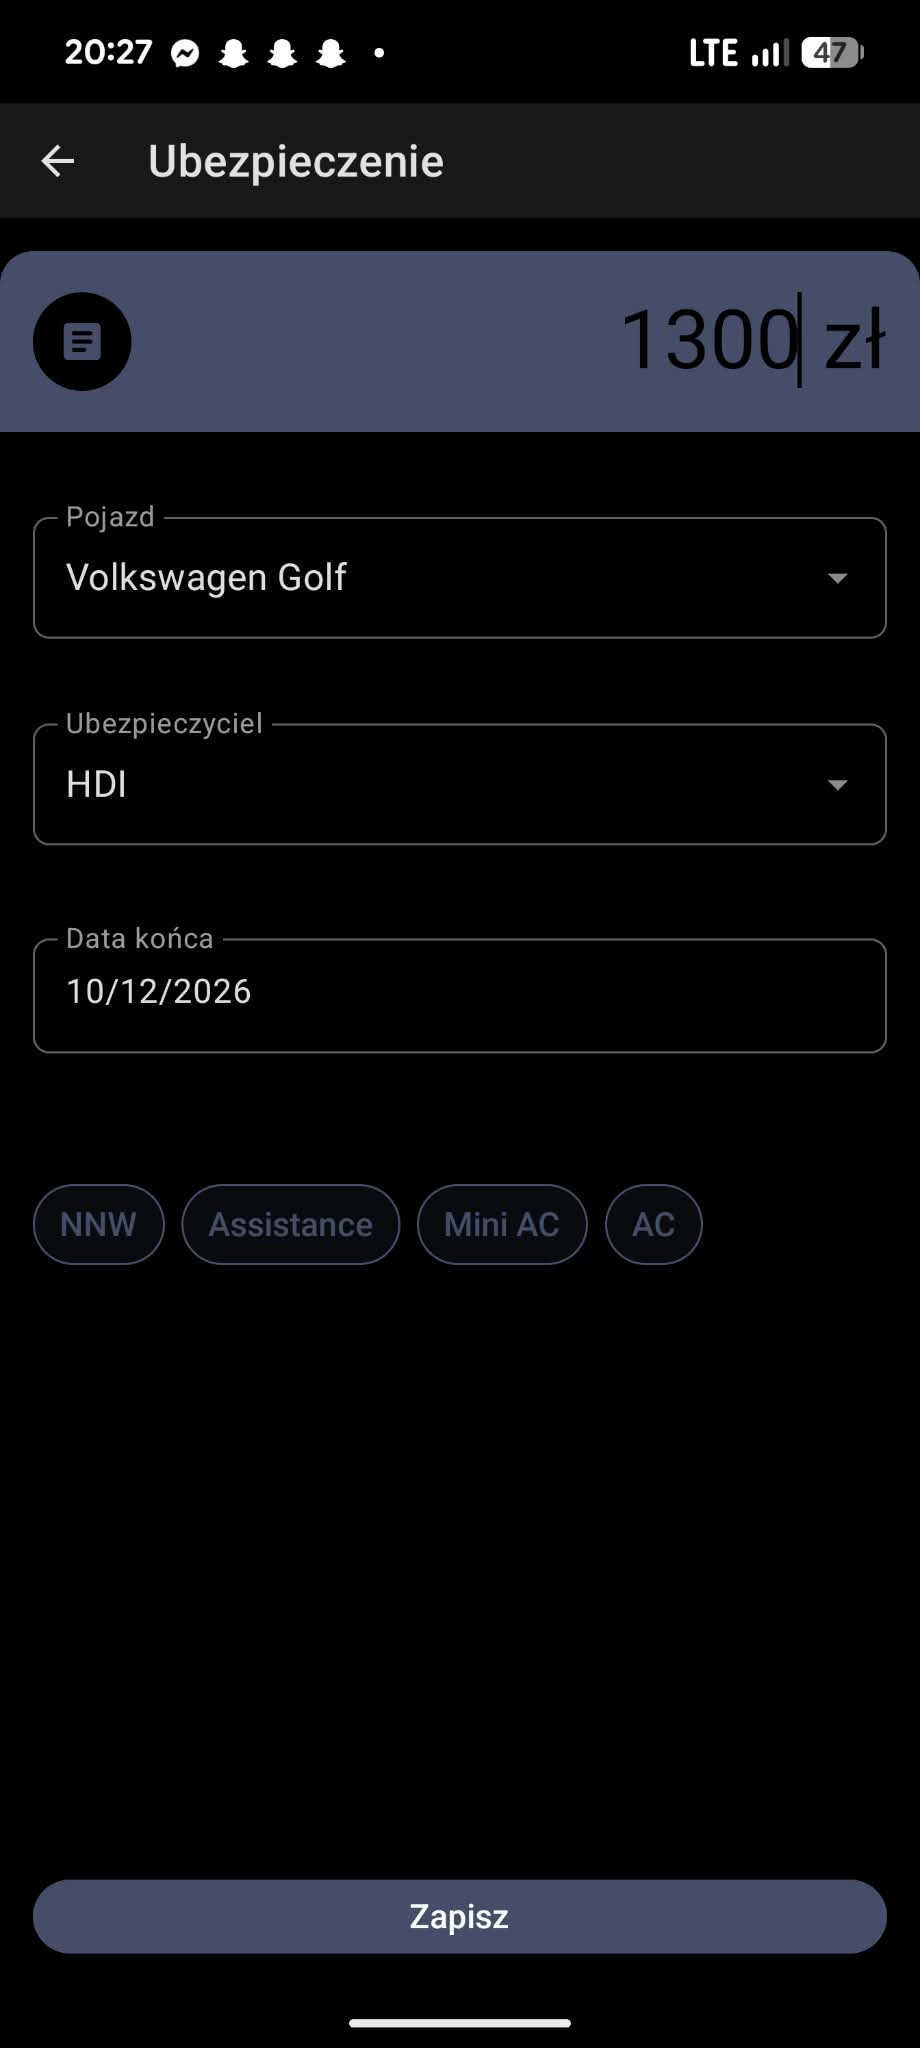 20:27
LTE 47
Ubezpieczenie
1300 zł
Pojazd
Volkswagen Golf
Ubezpieczyciel
HDI
Data końca
10/12/2026
NNW Assistance Mini AC AC
Zapisz